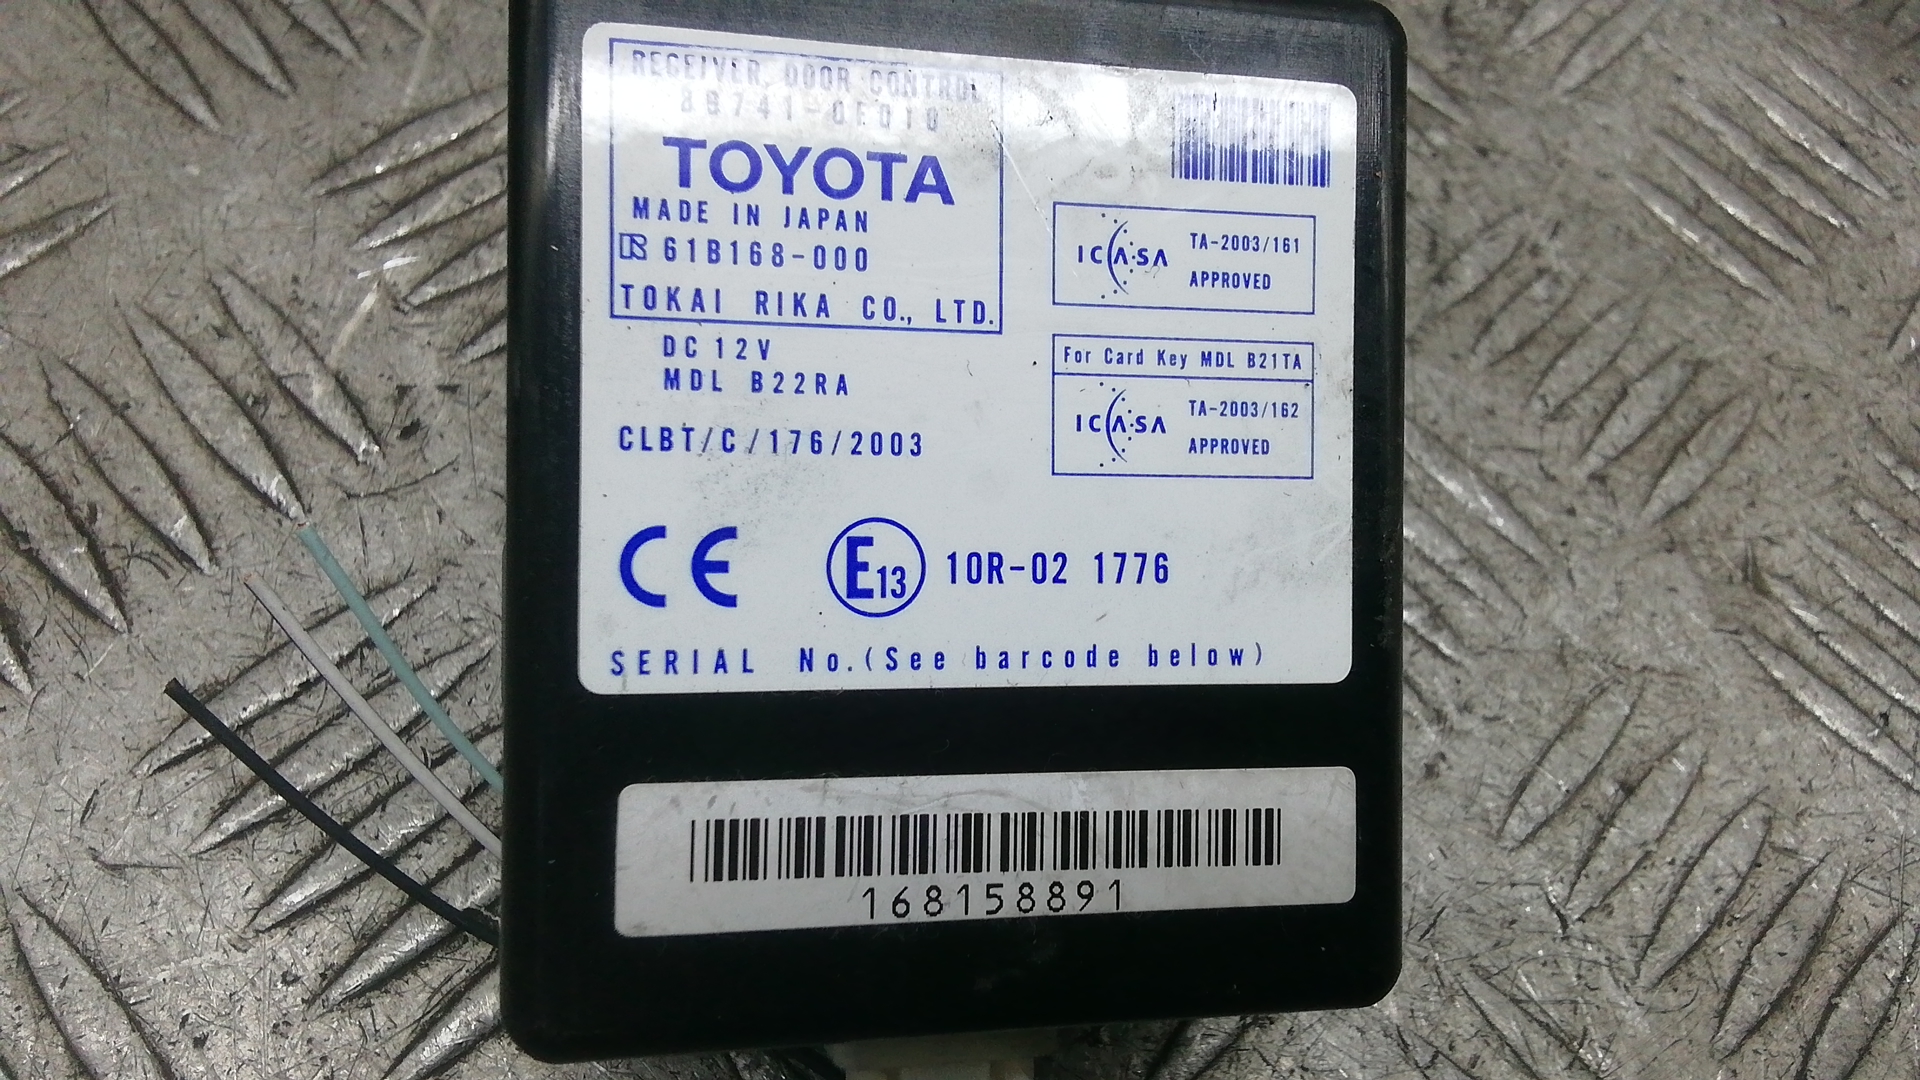 RECEIVER, DOOR CONTROL
TOYOTA
MADE IN JAPAN
61B168-000
TOKAI RIKA CO., LTD.
DC 12V
MDL B22RA
CLBT/C/176/2003
ICASA TA-2003/161
APPROVED
For Card Key MDL B21TA
ICASA TA-2003/162
APPROVED
CE E13 10R-02 1776
SERIAL No.(See barcode below)
168158891